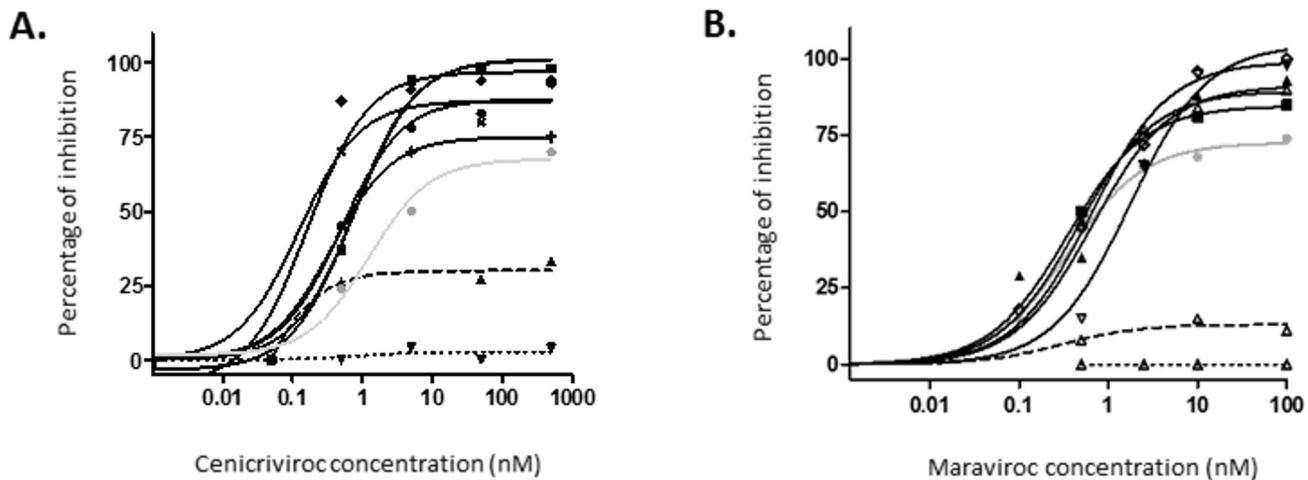 A.
Percentage of inhibition
100
75
50
25
0
0.01 0.1 1 10 100 1000
Cenicriviroc concentration (nM)
B.
Percentage of inhibition
100
75
50
25
0
0.01 0.1 1 10 100
Maraviroc concentration (nM)